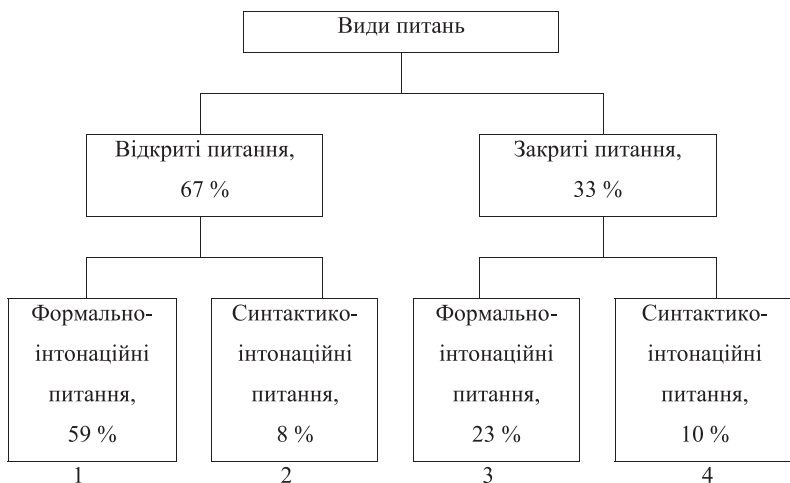 Види питань
Відкриті питання,
67 %
Закриті питання,
33 %
Формально-
інтонаційні
питання,
59 %
1
Синтактико-
інтонаційні
питання,
8 %
2
Формально-
інтонаційні
питання,
23 %
3
Синтактико-
інтонаційні
питання,
10 %
4